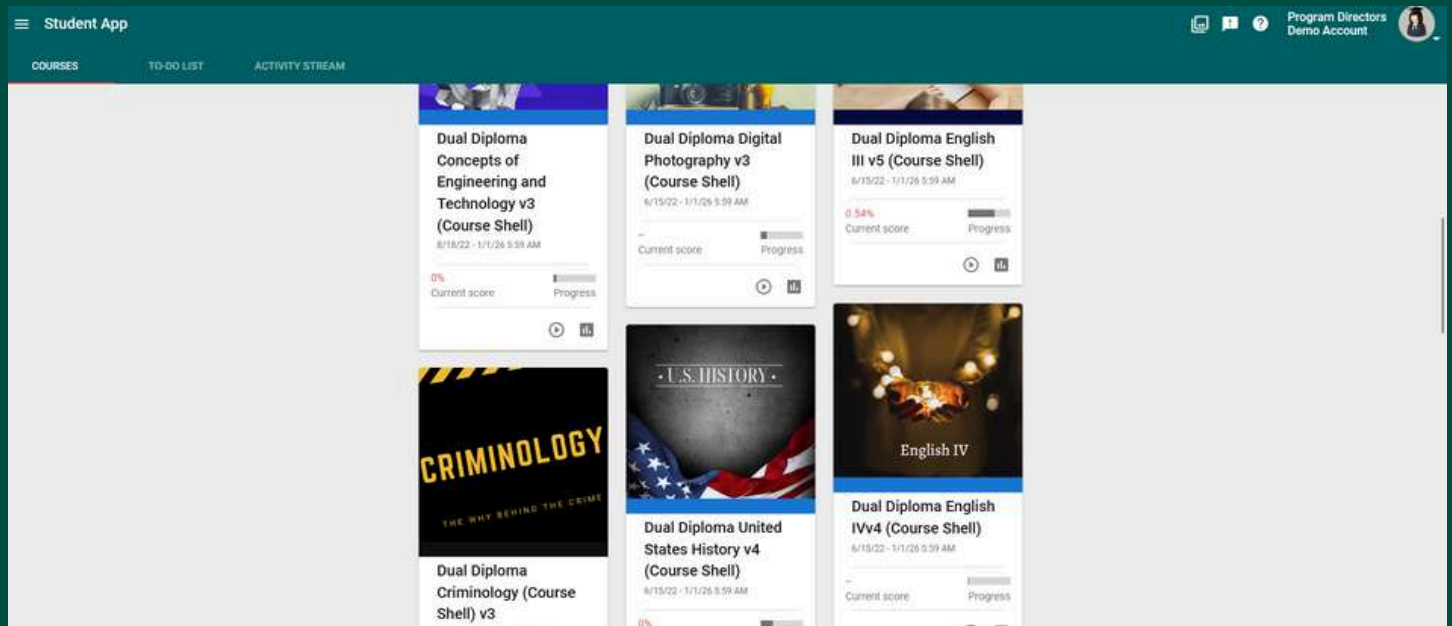 Student App
Program Directors
Demo Account
COURSES
TO-DO LIST
ACTIVITY STREAM
Dual Diploma
Concepts of
Engineering and
Technology v3
(Course Shell)
8/18/22 - 1/1/26 5:59 AM
0%
Current score
Progress
Dual Diploma Digital
Photography v3
(Course Shell)
6/15/22 - 1/1/26 5:59 AM
–
Current score
Progress
Dual Diploma English
III v5 (Course Shell)
6/15/22 - 1/1/26 5:59 AM
0.54%
Current score
Progress
CRIMINOLOGY
THE WHY BEHING THE CRIME
Dual Diploma
Criminology (Course
Shell) v3
· U.S. HISTORY ·
Dual Diploma United
States History v4
(Course Shell)
6/15/22 - 1/1/26 5:59 AM
0%
English IV
Dual Diploma English
IVv4 (Course Shell)
6/15/22 - 1/1/26 5:59 AM
–
Current score
Progress